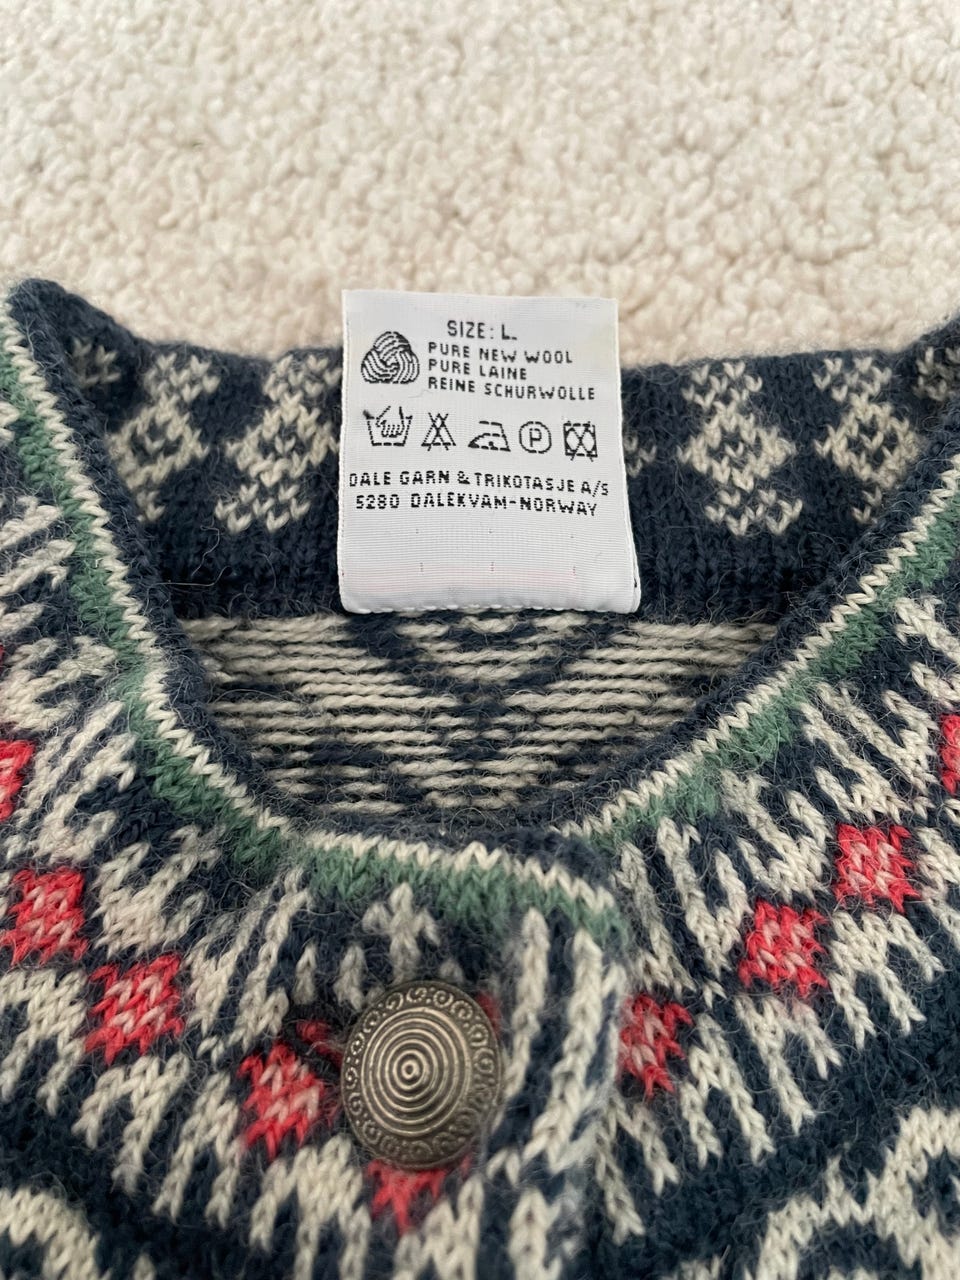 SIZE: L.
PURE NEW WOOL
PURE LAINE
REINE SCHURWOLLE
P
DALE GARN & TRIKOTASJE A/S
5280 DALEKVAM-NORWAY